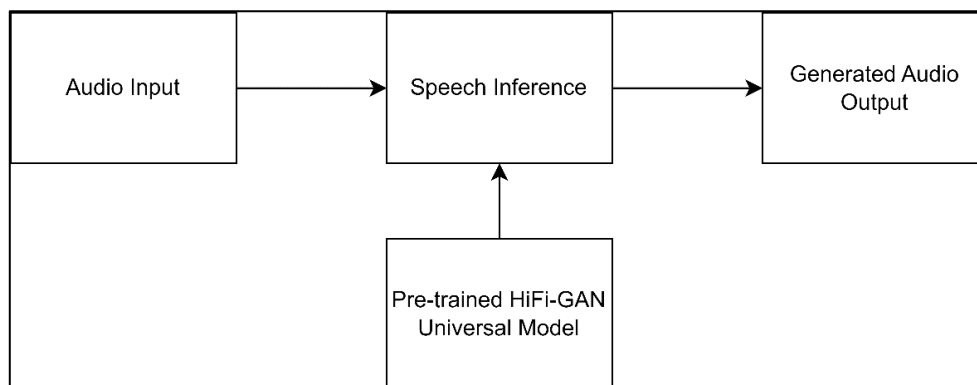 Audio Input
Speech Inference
Generated Audio
Output
Pre-trained HiFi-GAN
Universal Model